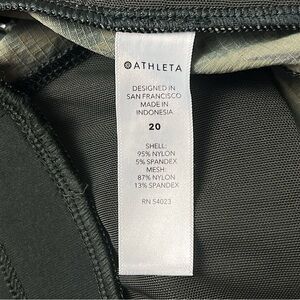 ATHLETA
DESIGNED IN
SAN FRANCISCO
MADE IN
INDONESIA
20
SHELL:
95% NYLON
5% SPANDEX
MESH:
87% NYLON
13% SPANDEX
RN 54023